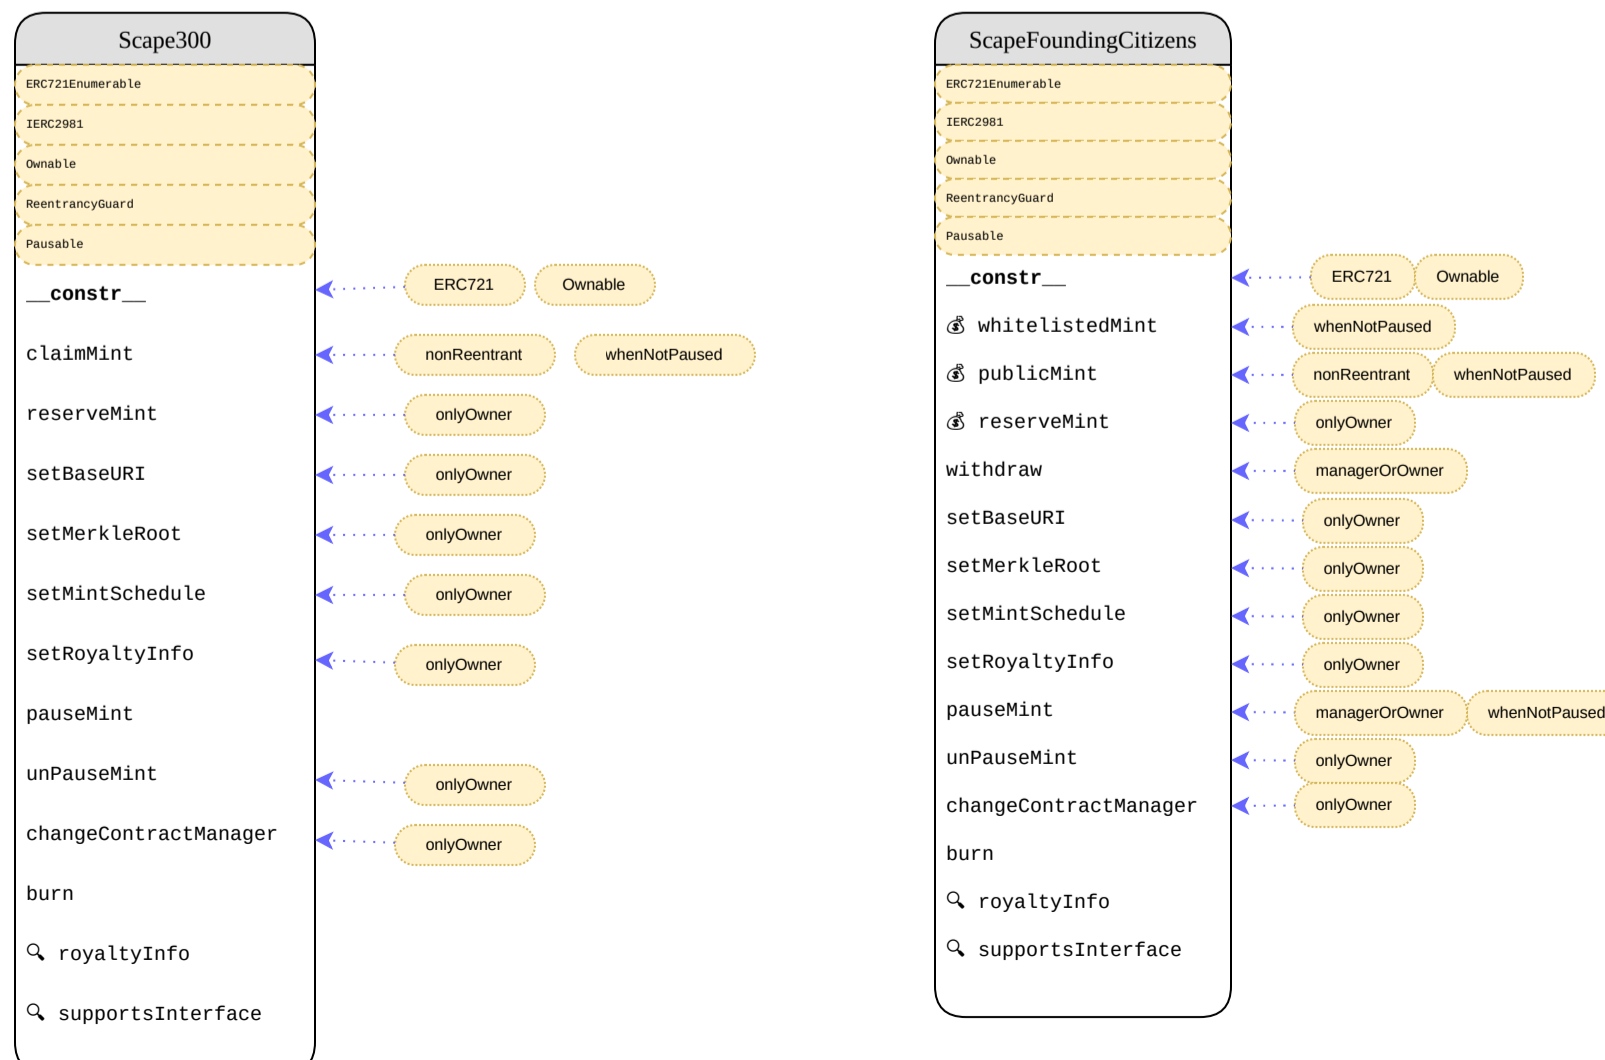 Scape300
ERC721Enumerable
IERC2981
Ownable
ReentrancyGuard
Pausable
__constr__ ERC721 Ownable
claimMint nonReentrant whenNotPaused
reserveMint onlyOwner
setBaseURI onlyOwner
setMerkleRoot onlyOwner
setMintSchedule onlyOwner
setRoyaltyInfo onlyOwner
pauseMint
unPauseMint onlyOwner
changeContractManager onlyOwner
burn
🔍 royaltyInfo
🔍 supportsInterface
ScapeFoundingCitizens
ERC721Enumerable
IERC2981
Ownable
ReentrancyGuard
Pausable
__constr__ ERC721 Ownable
💰 whitelistedMint whenNotPaused
💰 publicMint nonReentrant whenNotPaused
💰 reserveMint onlyOwner
withdraw managerOrOwner
setBaseURI onlyOwner
setMerkleRoot onlyOwner
setMintSchedule onlyOwner
setRoyaltyInfo onlyOwner
pauseMint managerOrOwner whenNotPaused
unPauseMint onlyOwner
changeContractManager onlyOwner
burn
🔍 royaltyInfo
🔍 supportsInterface